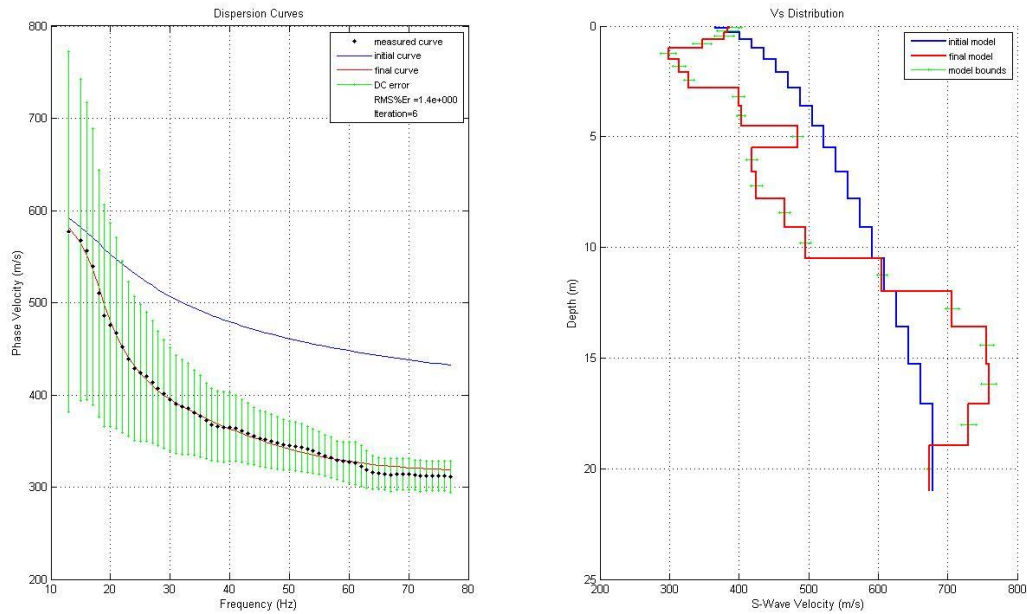 Dispersion Curves
800
700
600
500
400
300
200
10
20
30
40
50
60
70
80
Phase Velocity (m/s)
Frequency (Hz)
measured curve
initial curve
final curve
DC error
RMS%Er =1.4e+000
Iteration=6
Vs Distribution
0
5
10
15
20
25
300
400
500
600
700
800
Depth (m)
S-Wave Velocity (m/s)
initial model
final model
model bounds